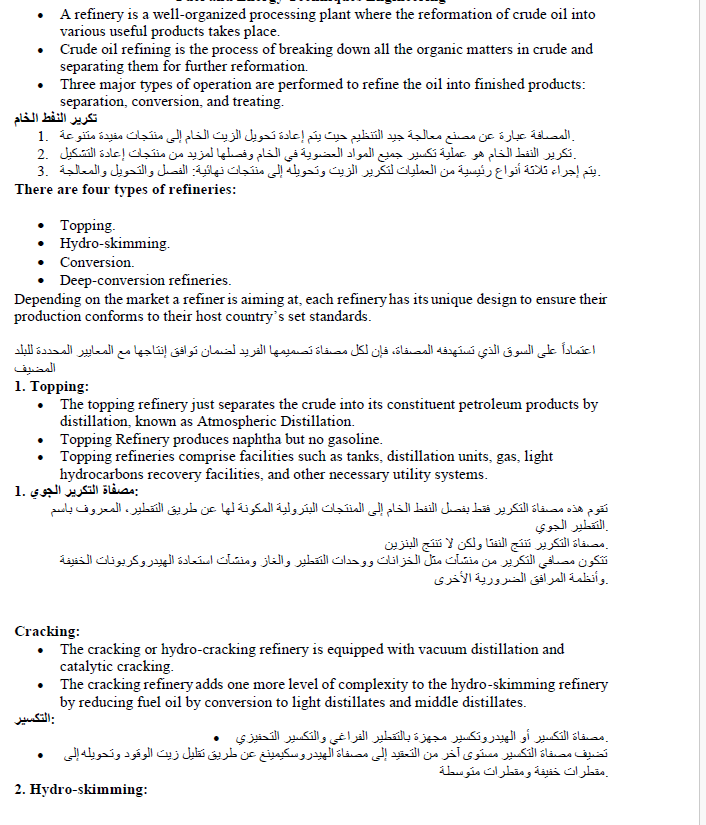 • A refinery is a well-organized processing plant where the reformation of crude oil into
various useful products takes place.
• Crude oil refining is the process of breaking down all the organic matters in crude and
separating them for further reformation.
• Three major types of operation are performed to refine the oil into finished products:
separation, conversion, and treating.
تكرير النفط الخام
1. المصافة عبارة عن مصنع معالجة جيد التنظيم حيث يتم إعادة تحويل الزيت الخام إلى منتجات مفيدة متنوعة.
2. تكرير النفط الخام هو عملية تكسير جميع المواد العضوية في الخام وفصلها لمزيد من منتجات إعادة التشكيل.
3. يتم إجراء ثلاثة أنواع رئيسية من العمليات لتكرير الزيت وتحويله إلى منتجات نهائية: الفصل والتحويل والمعالجة.
There are four types of refineries:
• Topping.
• Hydro-skimming.
• Conversion.
• Deep-conversion refineries.
Depending on the market a refiner is aiming at, each refinery has its unique design to ensure their
production conforms to their host country’s set standards.
اعتماداً على السوق الذي تستهدفه المصفاة، فإن لكل مصفاة تصميمها الفريد لضمان توافق إنتاجها مع المعايير المحددة للبلد
المضيف
1. Topping:
• The topping refinery just separates the crude into its constituent petroleum products by
distillation, known as Atmospheric Distillation.
• Topping Refinery produces naphtha but no gasoline.
• Topping refineries comprise facilities such as tanks, distillation units, gas, light
hydrocarbons recovery facilities, and other necessary utility systems.
1. مصفاة التكرير الجوي:
تقوم هذه مصفاة التكرير فقط بفصل النفط الخام إلى المنتجات البترولية المكونة لها عن طريق التقطير، المعروف باسم
التقطير الجوي.
مصفاة التكرير تنتج النفثا ولكن لا تنتج البنزين.
تتكون مصافي التكرير من منشآت مثل الخزانات ووحدات التقطير والغاز ومنشآت استعادة الهيدروكربونات الخفيفة
وأنظمة المرافق الضرورية الأخرى.
Cracking:
• The cracking or hydro-cracking refinery is equipped with vacuum distillation and
catalytic cracking.
• The cracking refinery adds one more level of complexity to the hydro-skimming refinery
by reducing fuel oil by conversion to light distillates and middle distillates.
التكسير:
• مصفاة التكسير أو الهيدروتكسير مجهزة بالتقطير الفراغي والتكسير التحفيزي.
• تضيف مصفاة التكسير مستوى آخر من التعقيد إلى مصفاة الهيدروسكيمينغ عن طريق تقليل زيت الوقود وتحويله إلى
مقطرات خفيفة ومقطرات متوسطة.
2. Hydro-skimming: